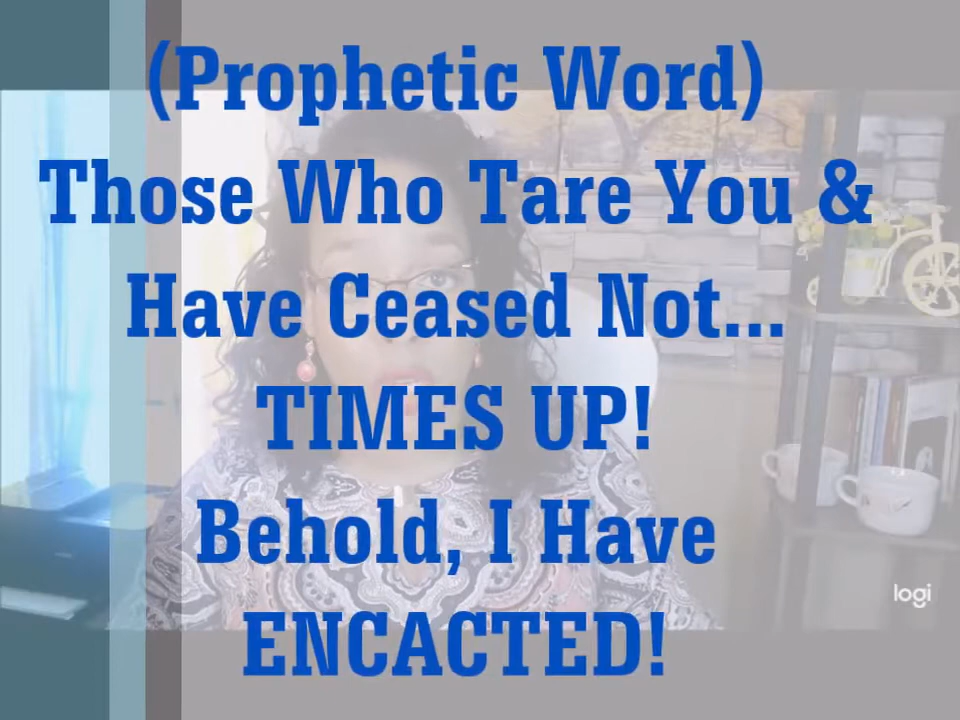 (Prophetic Word)
Those Who Tare You &
Have Ceased Not...
TIMES UP!
Behold, I Have
ENCACTED!
logi